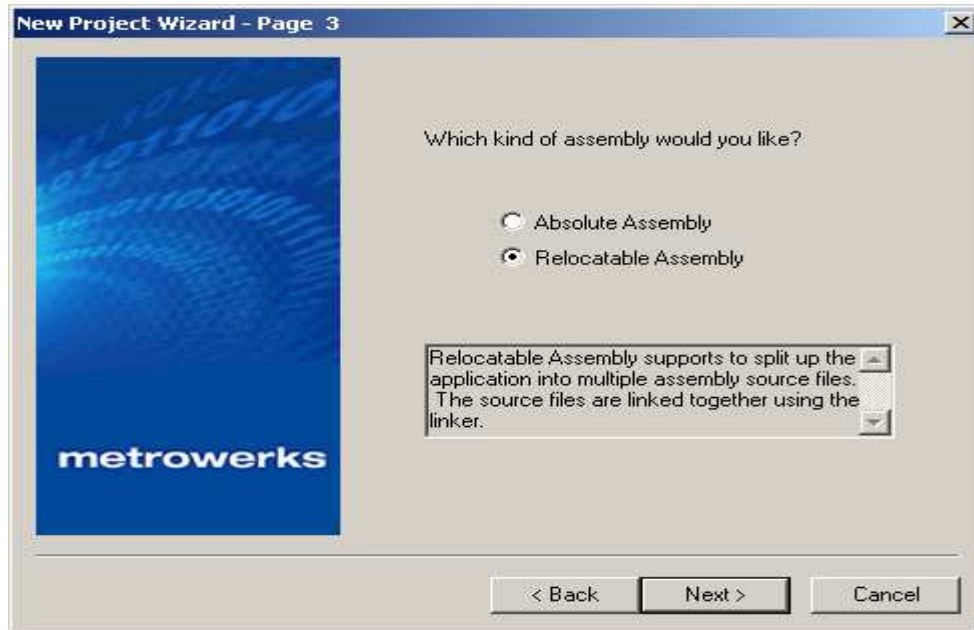 New Project Wizard - Page 3
Which kind of assembly would you like?
Absolute Assembly
Relocatable Assembly
Relocatable Assembly supports to split up the
application into multiple assembly source files.
The source files are linked together using the
linker.
metrowerks
< Back
Next >
Cancel